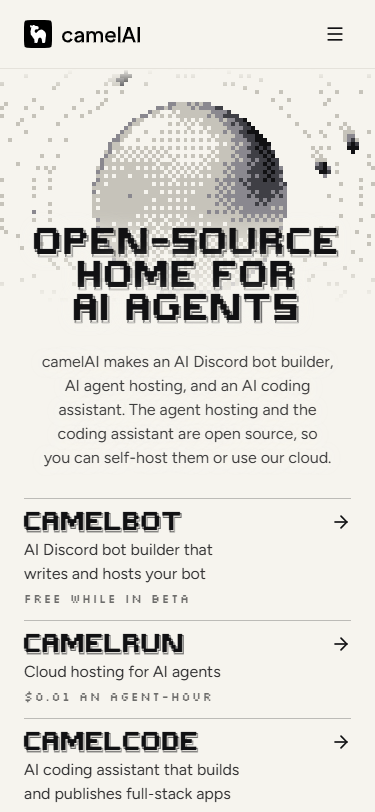 camelAI
OPEN-SOURCE
HOME FOR
AI AGENTS
camelAI makes an AI Discord bot builder,
AI agent hosting, and an AI coding
assistant. The agent hosting and the
coding assistant are open source, so
you can self-host them or use our cloud.
CAMELBOT
AI Discord bot builder that
writes and hosts your bot
FREE WHILE IN BETA
CAMELRUN
Cloud hosting for AI agents
$0.01 AN AGENT-HOUR
CAMELCODE
AI coding assistant that builds
and publishes full-stack apps